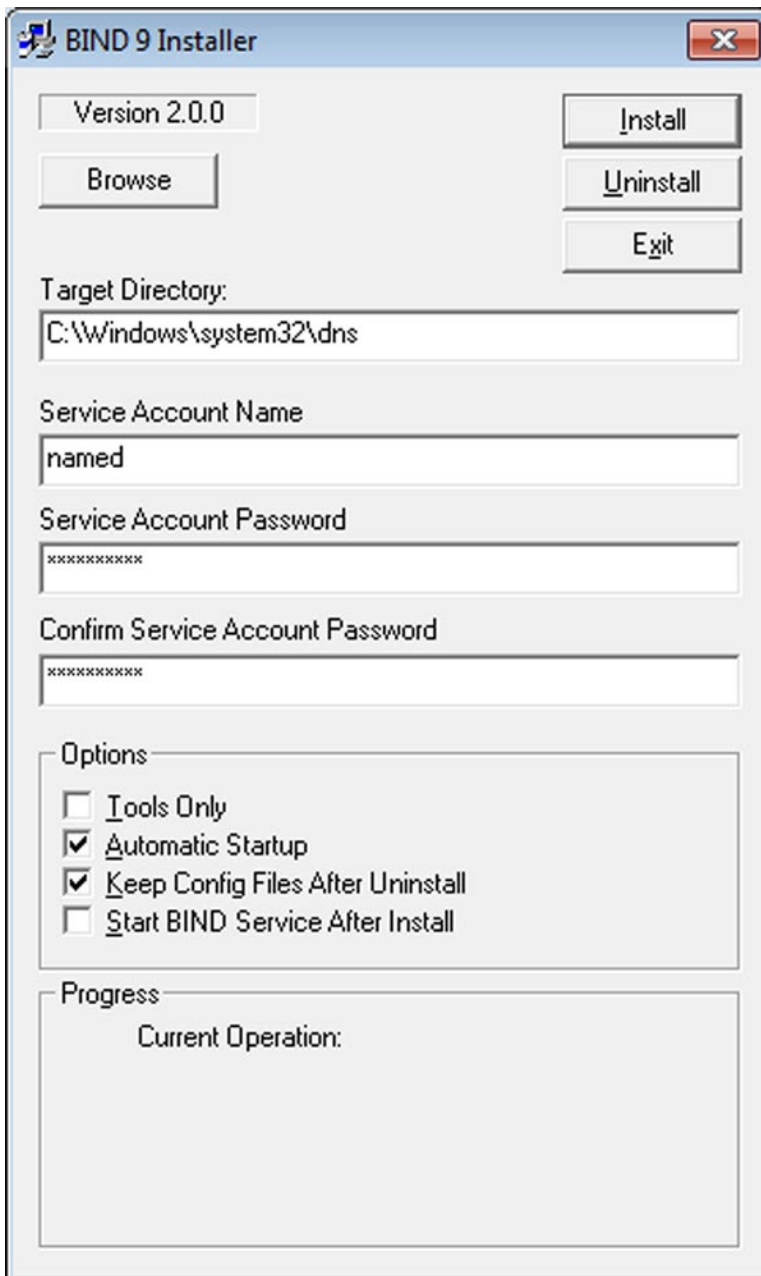 BIND 9 Installer
Version 2.0.0
Install
Browse
Uninstall
Exit
Target Directory:
C:\Windows\system32\dns
Service Account Name
named
Service Account Password
**********
Confirm Service Account Password
**********
Options
Tools Only
Automatic Startup
Keep Config Files After Uninstall
Start BIND Service After Install
Progress
Current Operation: